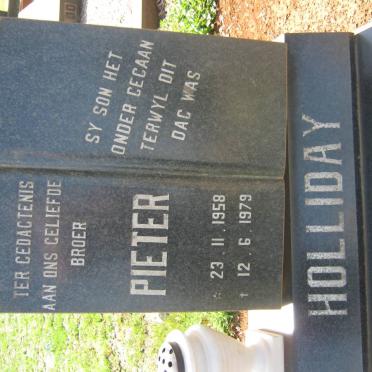 TER GEDAGTENIS
AAN ONS GELIEFDE
BROER
PIETER
* 23. 11. 1958
† 12. 6. 1979
SY SON HET
ONDER GEGAAN
TERWYL DIT
DAG WAS
HOLLIDAY